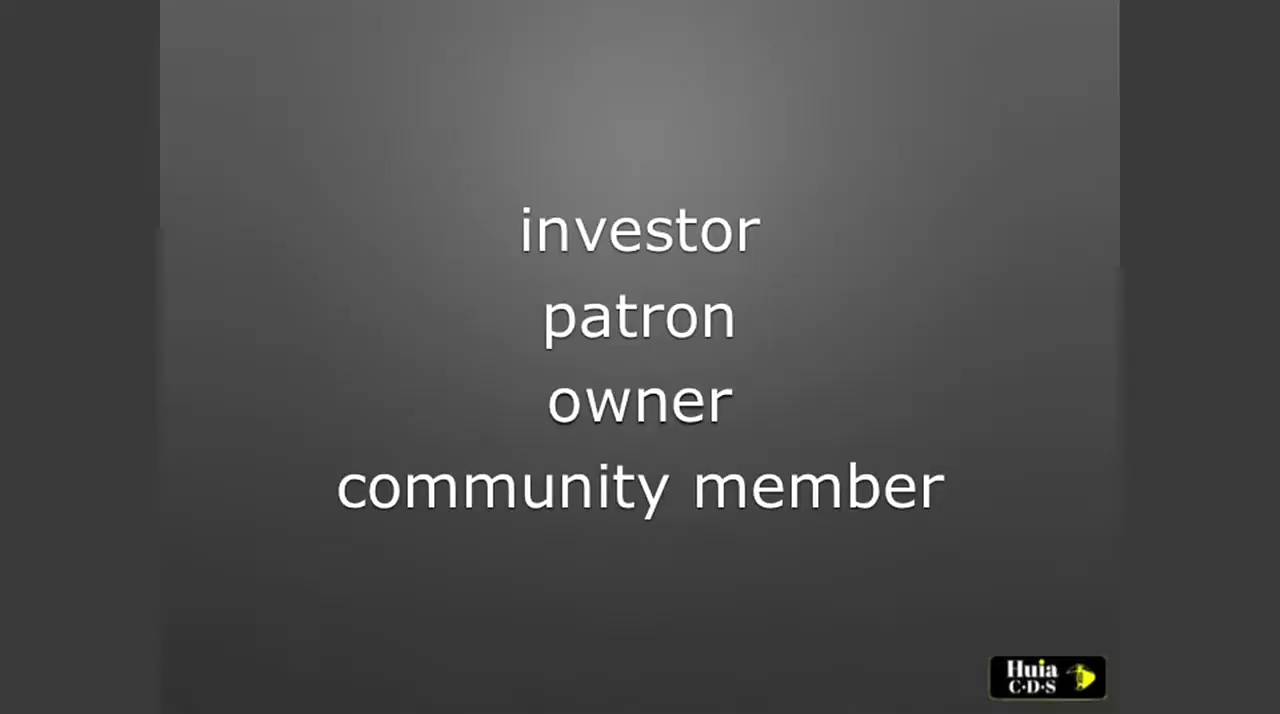 investor
patron
owner
community member
Huia
C·D·S